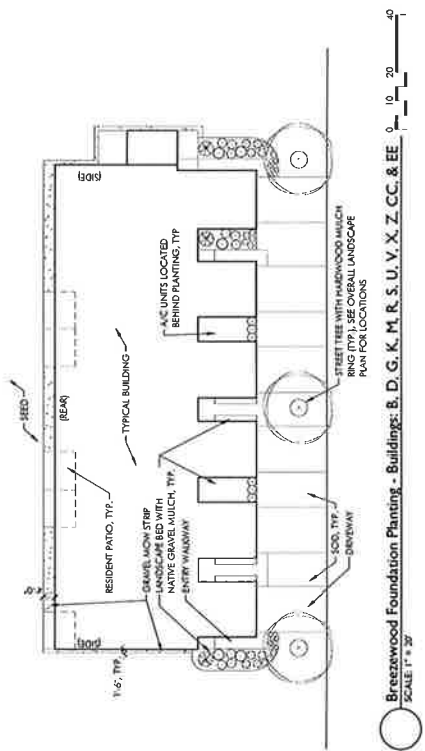 SEED
(REAR)
(SIDE)
(SIDE)
TYPICAL BUILDING
RESIDENT PATIO, TYP.
A/C UNITS LOCATED
BEHIND PLANTING, TYP
1'-6", TYP.
GRAVEL MOW STRIP
LANDSCAPE BED WITH
NATIVE GRAVEL MULCH, TYP.
ENTRY WALKWAY
STREET TREE WITH HARDWOOD MULCH
RING (TYP.), SEE OVERALL LANDSCAPE
PLAN FOR LOCATIONS
SOD, TYP.
DRIVEWAY
Breezewood Foundation Planting - Buildings: B, D, G, K, M, R, S, U, V, X, Z, CC, & EE
SCALE: 1" = 20'
0 10 20 40